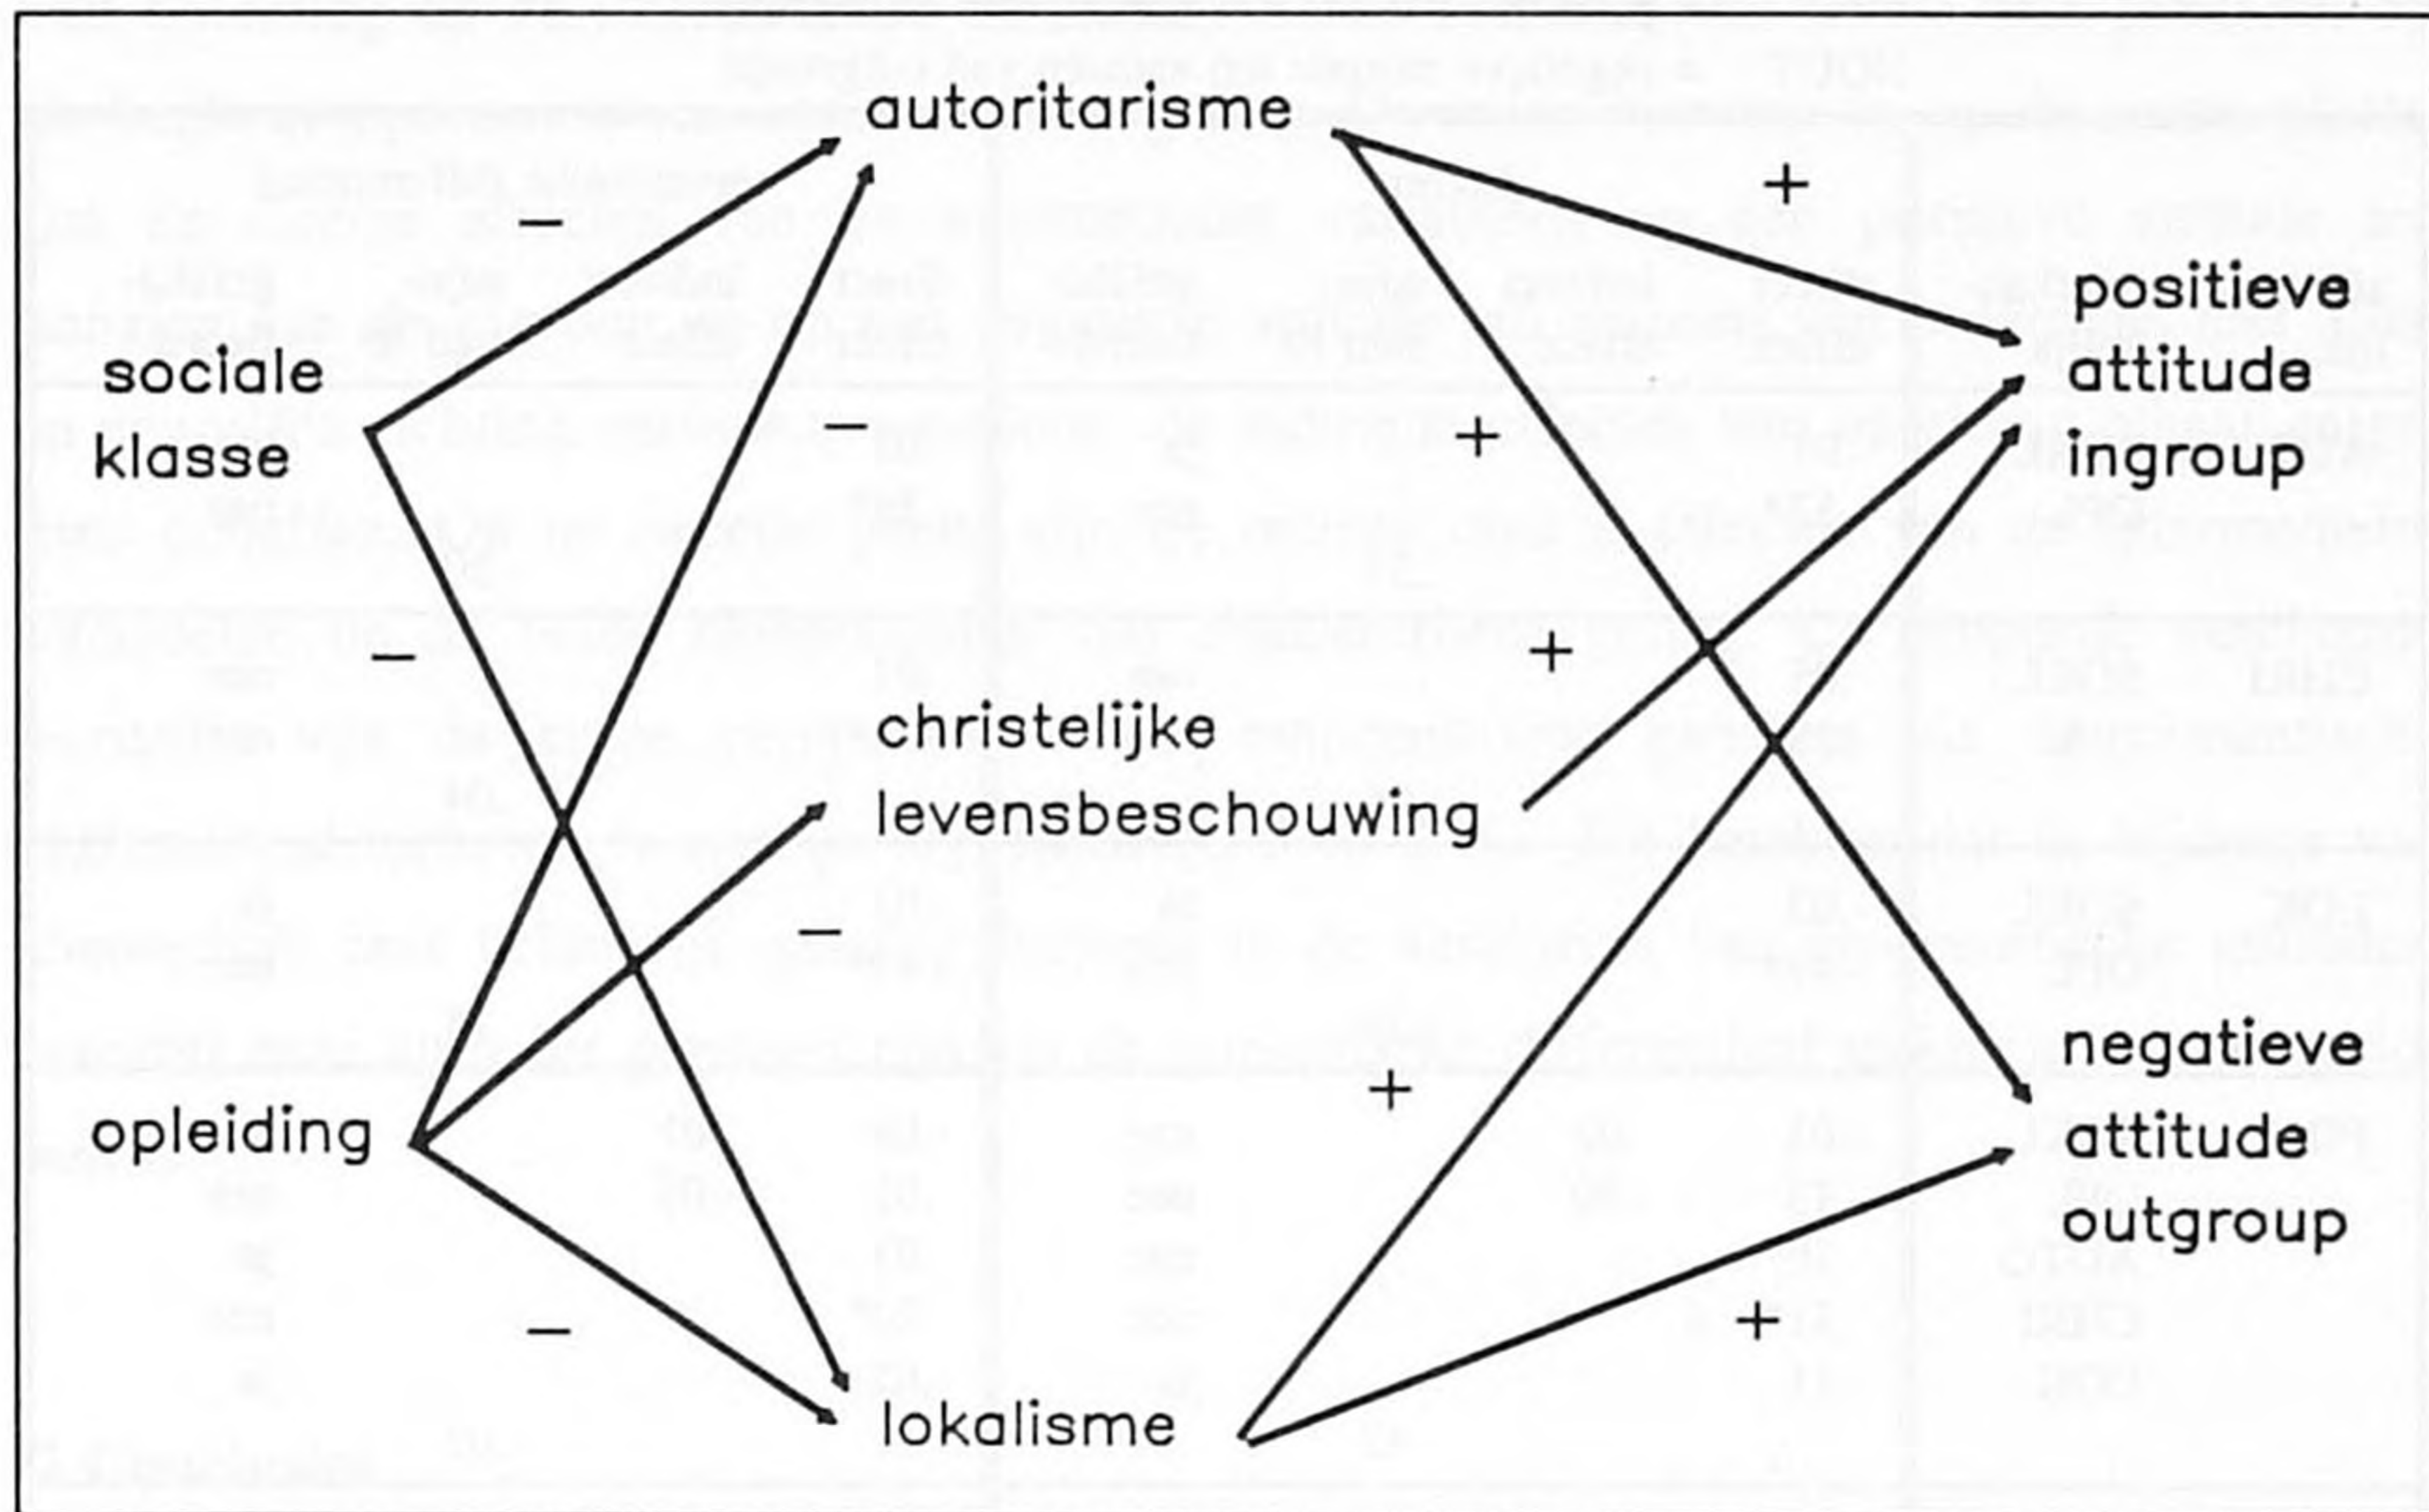 autoritarisme
+
−
positieve
sociale
attitude
klasse
−
+
ingroup
−
+
christelijke
levensbeschouwing
−
negatieve
opleiding
+
attitude
outgroup
−
+
lokalisme